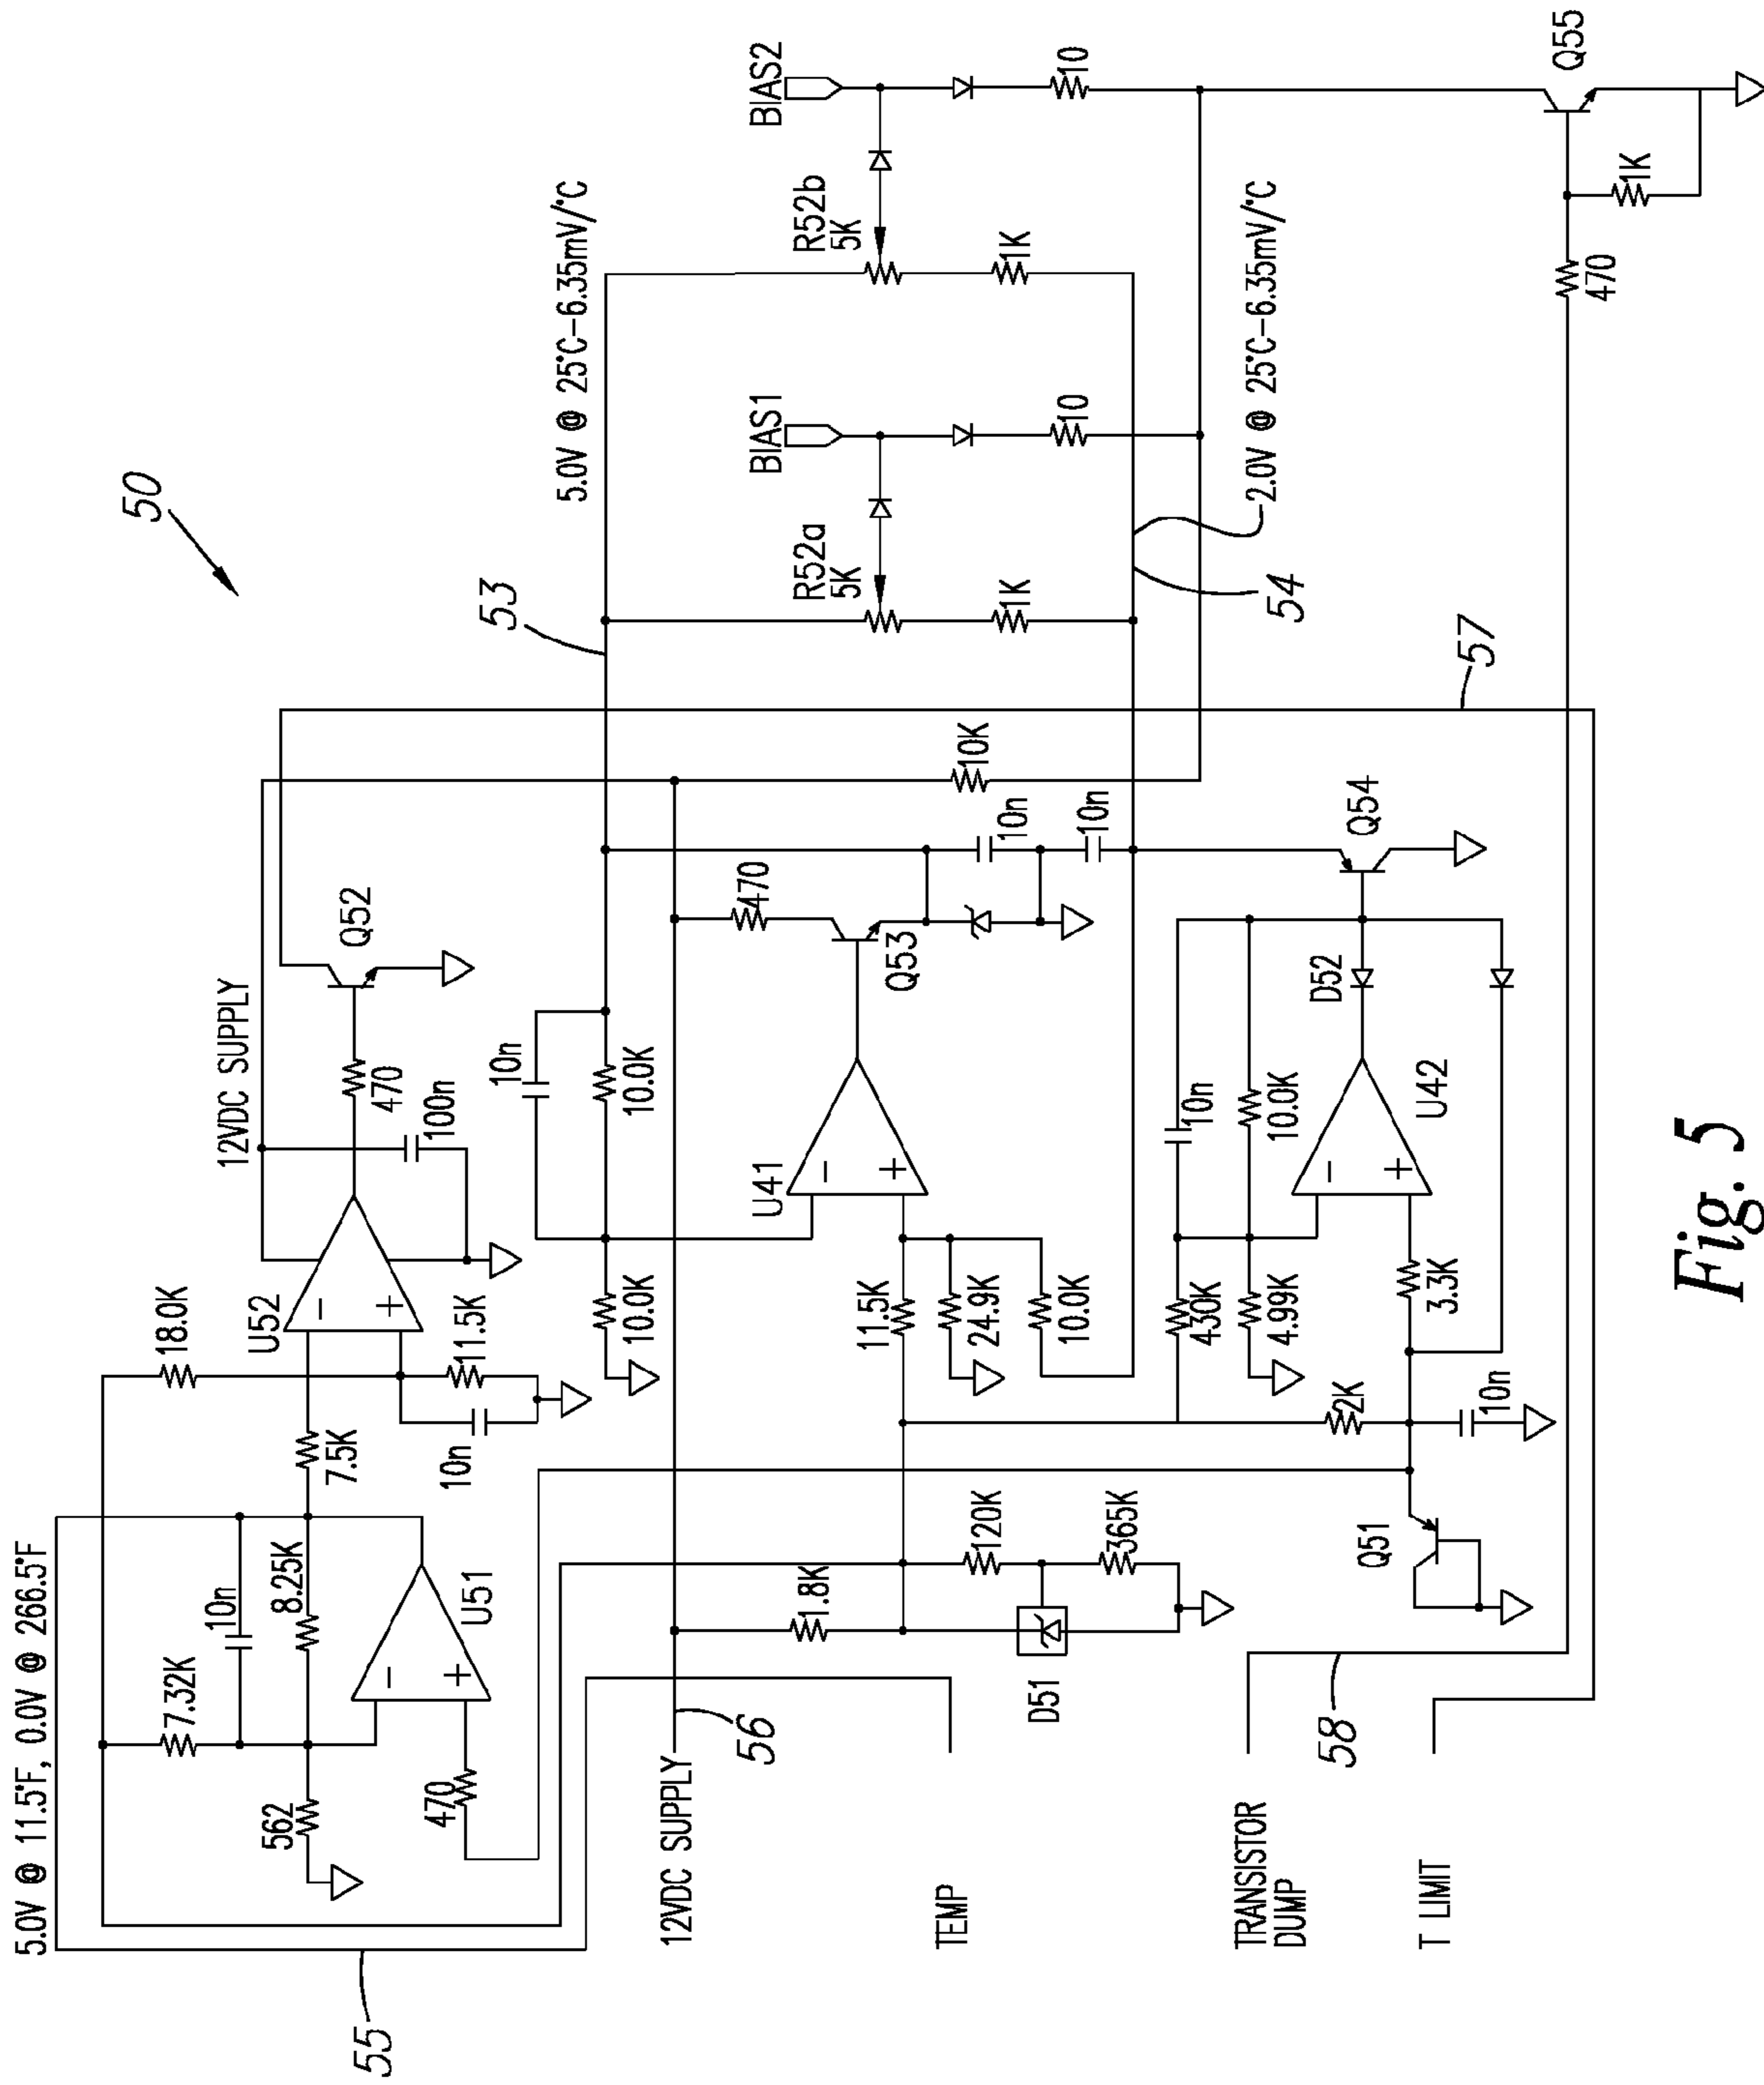 5.0V @ 11.5°F, 0.0V @ 266.5°F
55
7.32K
10n
8.25K
562
470
U51
18.0K
7.5K
10n
11.5K
U52
12VDC SUPPLY
100n
470
Q52
50
53
5.0V @ 25°C-6.35mV/°C
BIAS1
BIAS2
10n
10.0K
10.0K
12VDC SUPPLY
56
TEMP
1.8K
120K
365K
D51
11.5K
24.9K
10.0K
U41
470
Q53
10n
10n
10K
R52a
5K
1K
10
R52b
5K
1K
10
54
2.0V @ 25°C-6.35mV/°C
TRANSISTOR
DUMP
58
T LIMIT
Q51
2K
10n
430K
4.99K
3.3K
10n
10.0K
U42
D52
Q54
57
470
1K
Q55
Fig. 5